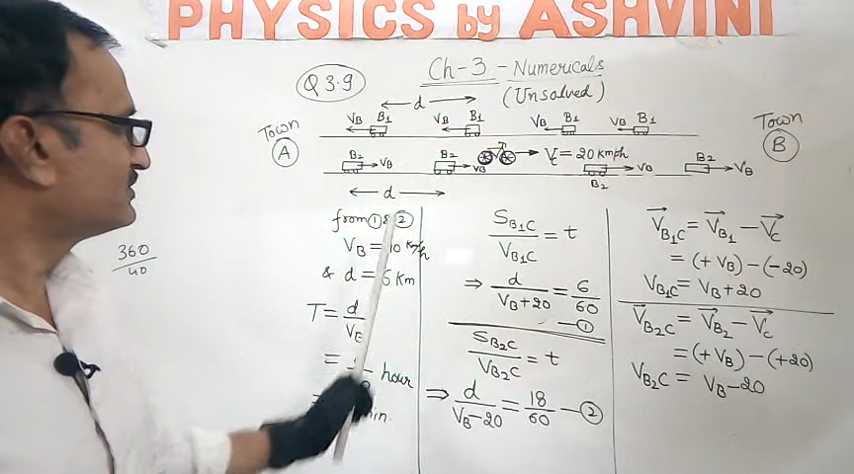 PHYSICS by ASHVINI
Q 3.9
Ch-3 - Numericals
(Unsolved)
d
Town
A
VB B1
VB B1
VB B1
VB B1
Town
B
B2 VB
B2 VB
Vc = 20 kmph
B2 VB
B2 VB
d
360
40
from ① & ②
VB = 10 Km/h
& d = 6 Km
T = d
VB
hour
min.
SB1C = t
VB1C
⇒ d = 6
VB+20 60
—①
SB2C = t
VB2C
⇒ d = 18 —②
VB-20 60
VB1C = VB1 - VC
= (+VB) - (-20)
VB1C = VB + 20
VB2C = VB2 - VC
= (+VB) - (+20)
VB2C = VB - 20